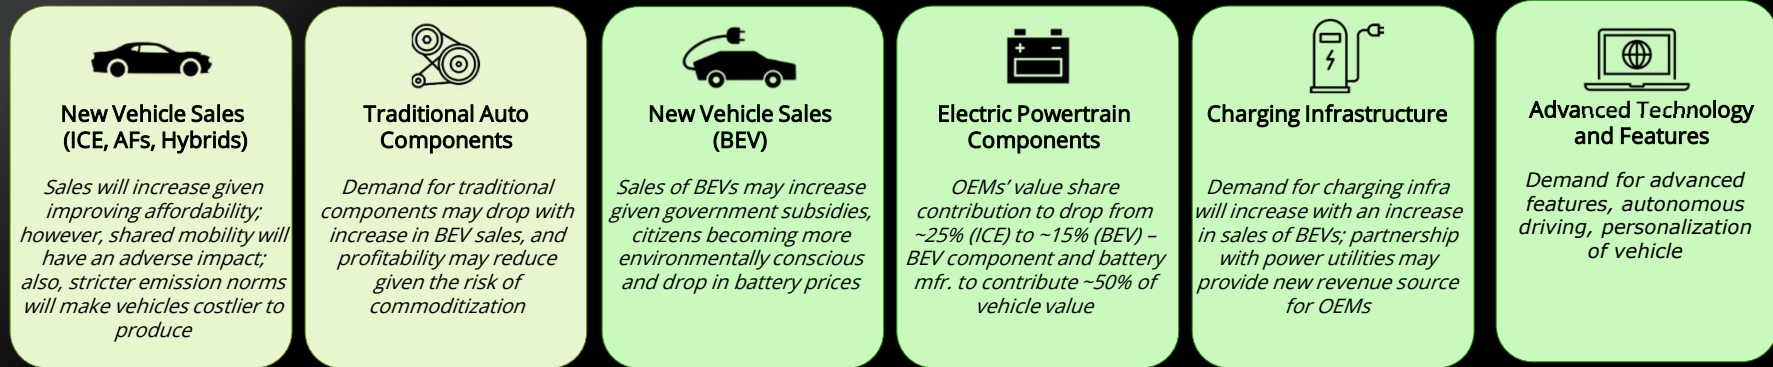 New Vehicle Sales
(ICE, AFs, Hybrids)
Sales will increase given
improving affordability;
however, shared mobility will
have an adverse impact;
also, stricter emission norms
will make vehicles costlier to
produce
Traditional Auto
Components
Demand for traditional
components may drop with
increase in BEV sales, and
profitability may reduce
given the risk of
commoditization
New Vehicle Sales
(BEV)
Sales of BEVs may increase
given government subsidies,
citizens becoming more
environmentally conscious
and drop in battery prices
Electric Powertrain
Components
OEMs’ value share
contribution to drop from
~25% (ICE) to ~15% (BEV) –
BEV component and battery
mfr. to contribute ~50% of
vehicle value
Charging Infrastructure
Demand for charging infra
will increase with an increase
in sales of BEVs; partnership
with power utilities may
provide new revenue source
for OEMs
Advanced Technology
and Features
Demand for advanced
features, autonomous
driving, personalization
of vehicle